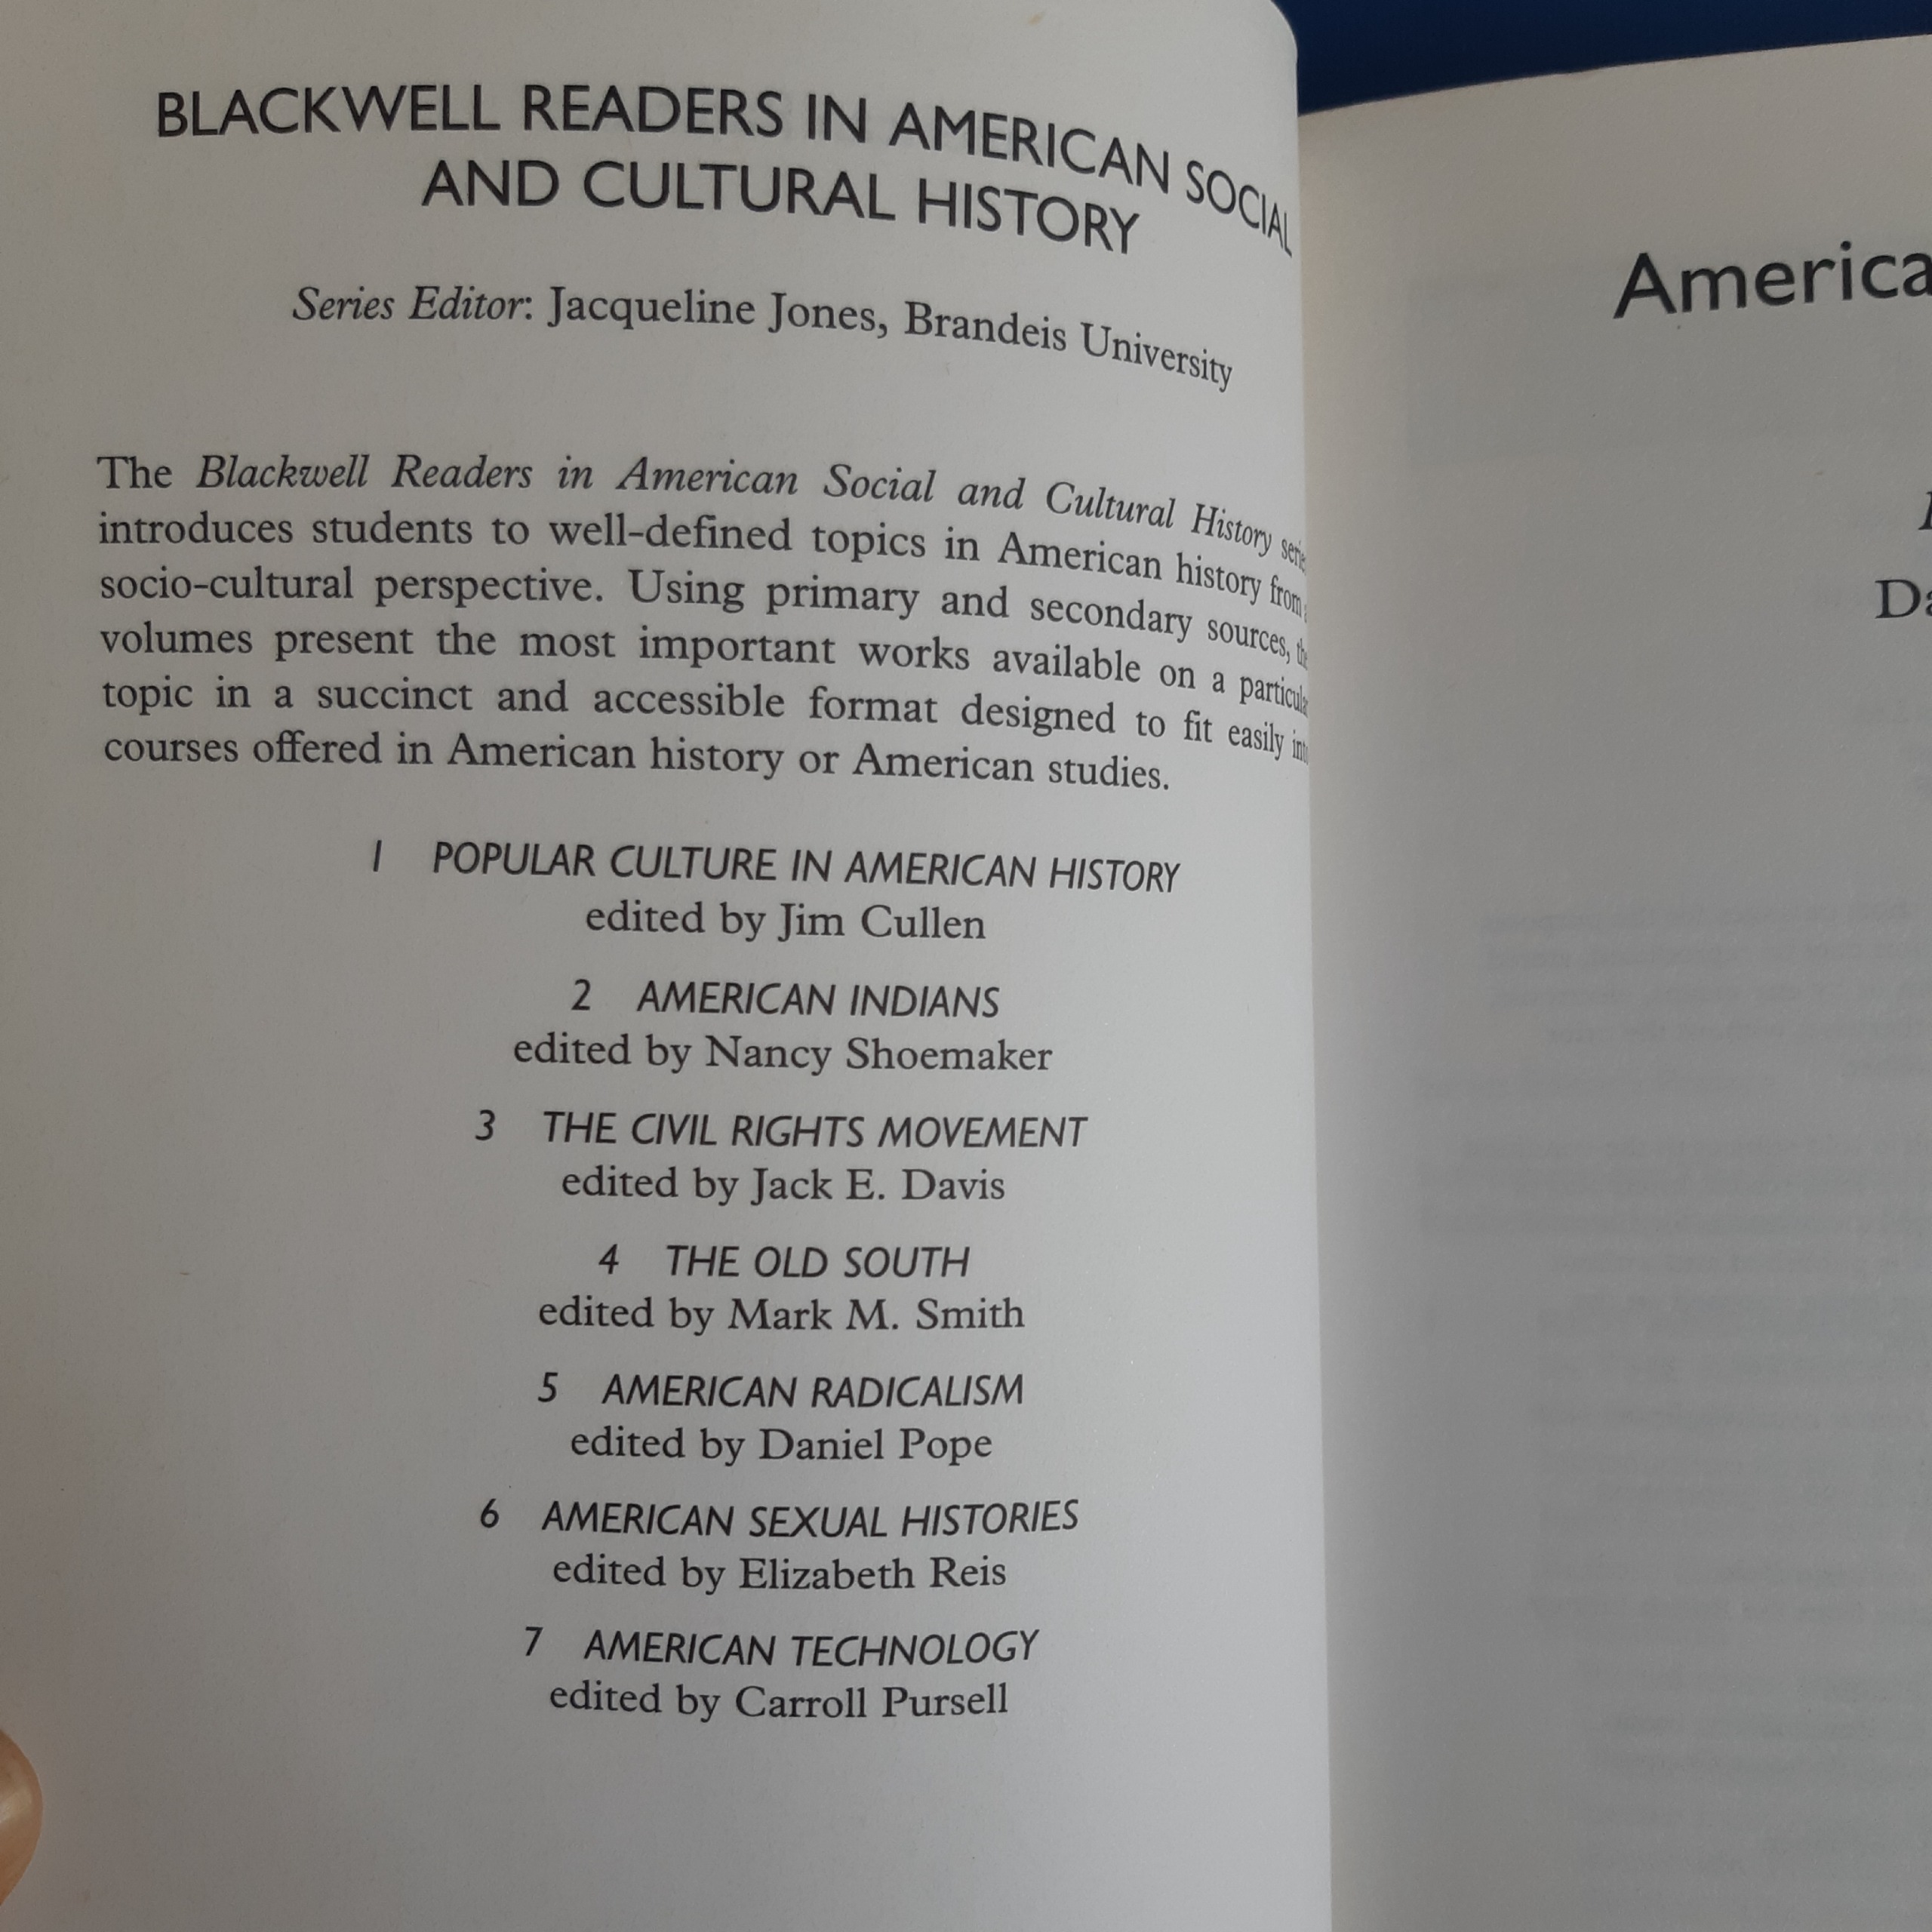 BLACKWELL READERS IN AMERICAN SOCIAL
AND CULTURAL HISTORY
Series Editor: Jacqueline Jones, Brandeis University
The Blackwell Readers in American Social and Cultural History
introduces students to well-defined topics in American history from
socio-cultural perspective. Using primary and secondary sources,
volumes present the most important works available on a
topic in a succinct and accessible format designed to fit easily
courses offered in American history or American studies.
1 POPULAR CULTURE IN AMERICAN HISTORY
edited by Jim Cullen
2 AMERICAN INDIANS
edited by Nancy Shoemaker
3 THE CIVIL RIGHTS MOVEMENT
edited by Jack E. Davis
4 THE OLD SOUTH
edited by Mark M. Smith
5 AMERICAN RADICALISM
edited by Daniel Pope
6 AMERICAN SEXUAL HISTORIES
edited by Elizabeth Reis
7 AMERICAN TECHNOLOGY
edited by Carroll Pursell
America
Da